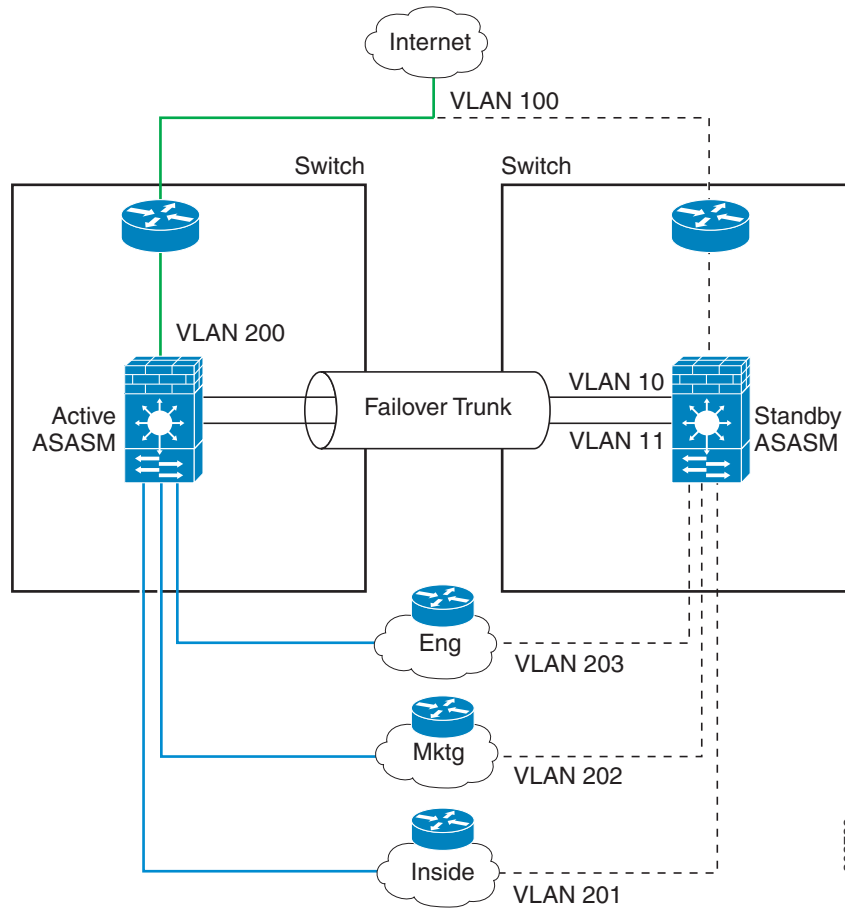 Internet
VLAN 100
Switch
Switch
VLAN 200
Active
ASASM
Failover Trunk
VLAN 10
VLAN 11
Standby
ASASM
Eng
VLAN 203
Mktg
VLAN 202
Inside
VLAN 201